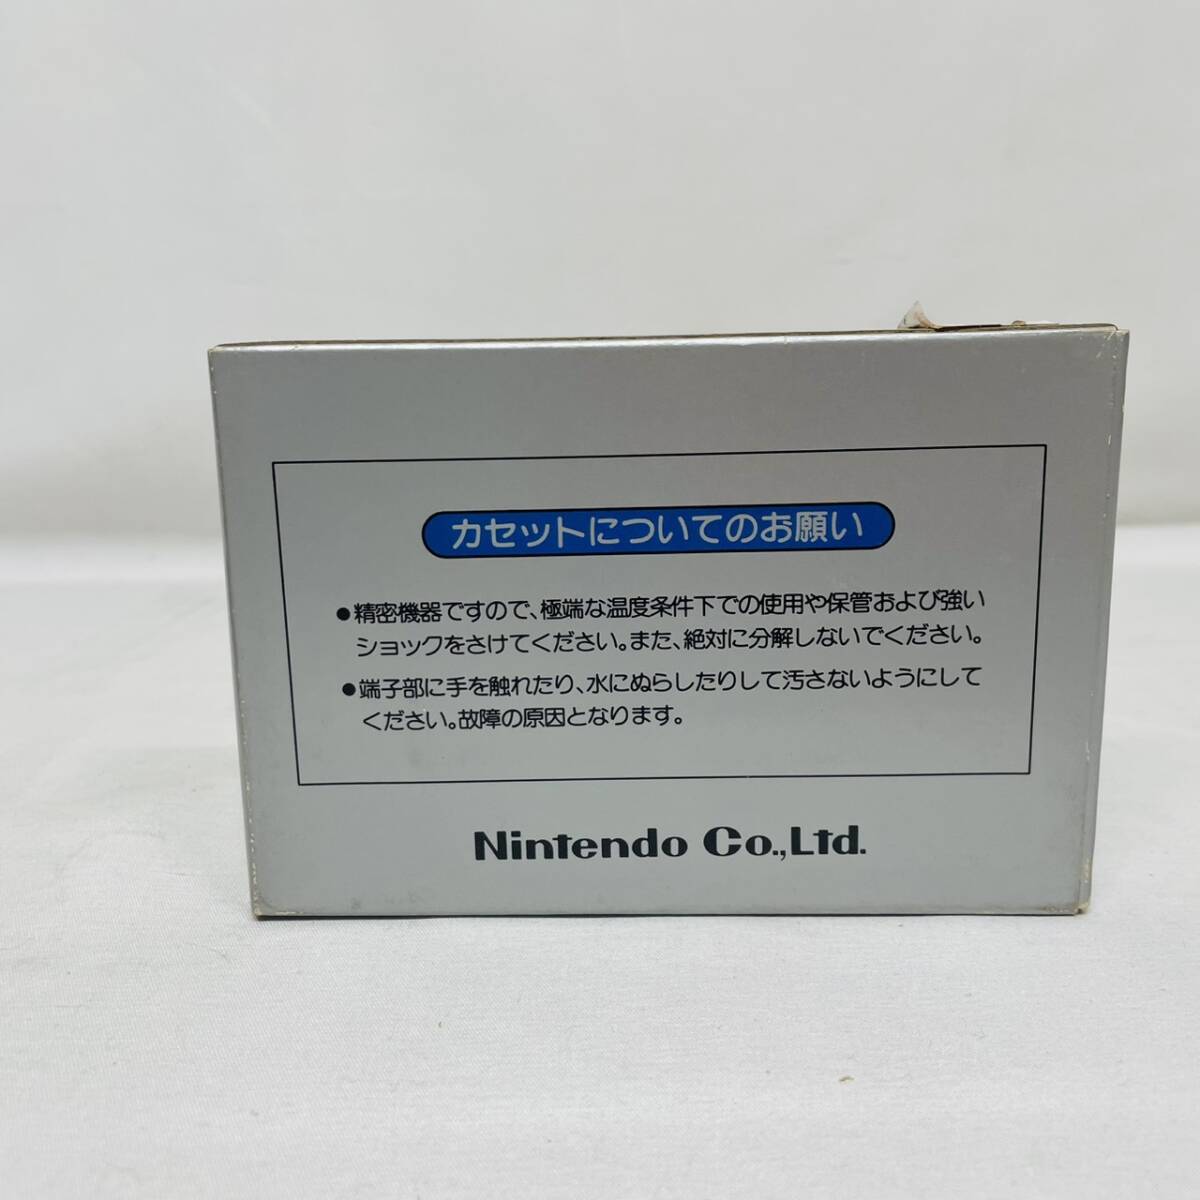 カセットについてのお願い
●精密機器ですので、極端な温度条件下での使用や保管および強い
ショックをさけてください。また、絶対に分解しないでください。
●端子部に手を触れたり、水にぬらしたりして汚さないようにして
ください。故障の原因となります。
Nintendo Co.,Ltd.